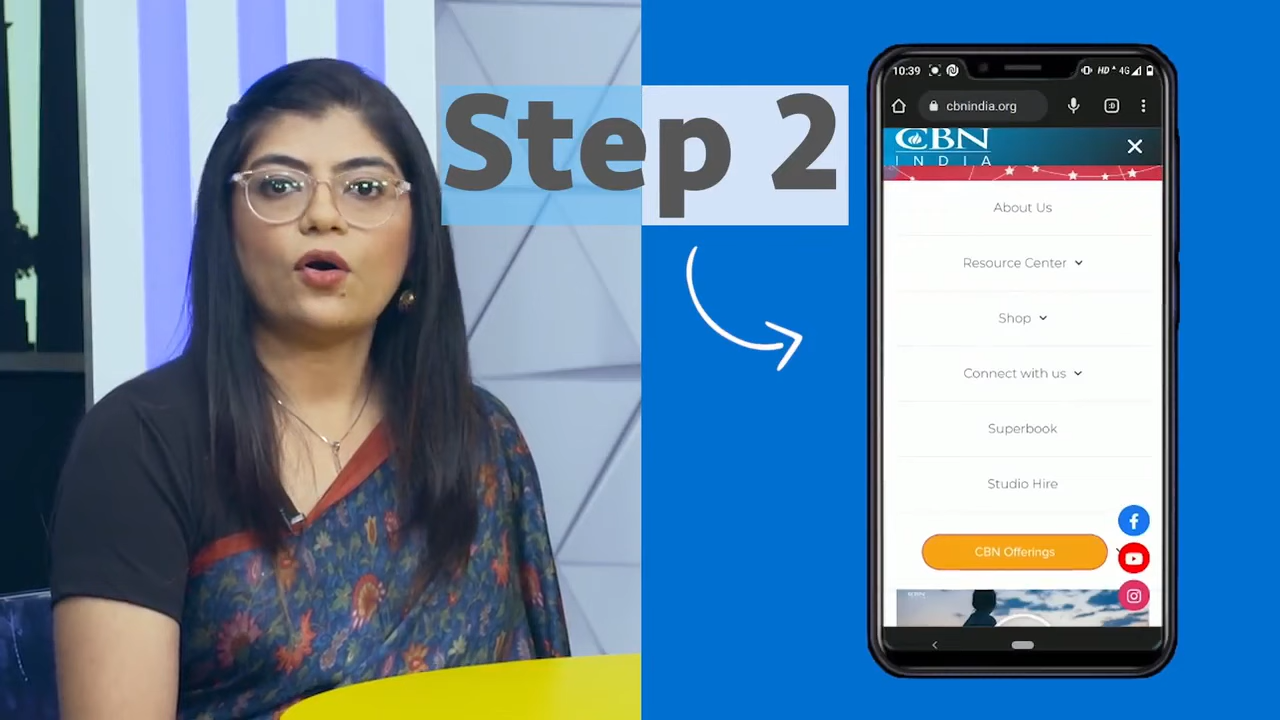 Step 2
10:39 HD 4G
cbnindia.org
CBN
INDIA
About Us
Resource Center
Shop
Connect with us
Superbook
Studio Hire
CBN Offerings